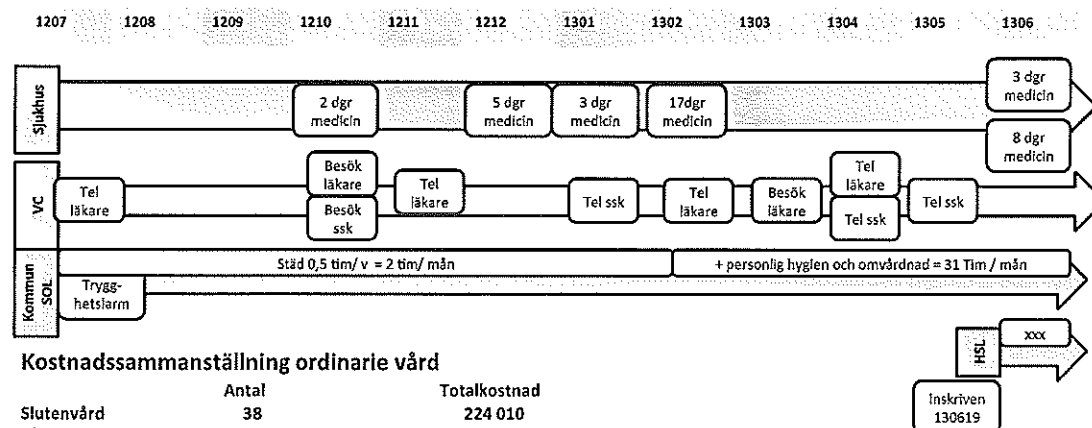 1207 1208 1209 1210 1211 1212 1301 1302 1303 1304 1305 1306
Sjukhus
2 dgr
medicin
5 dgr
medicin
3 dgr
medicin
17dgr
medicin
3 dgr
medicin
8 dgr
medicin
VC
Tel
läkare
Besök
läkare
Besök
ssk
Tel
läkare
Tel ssk
Tel
läkare
Besök
läkare
Tel
läkare
Tel ssk
Tel ssk
Kommun
SOL
Städ 0,5 tim/ v = 2 tim/ mån
+ personlig hygien och omvårdnad = 31 Tim / mån
Trygg-
hetslarm
HSL
xxx
Inskriven
130619
Kostnadssammanställning ordinarie vård
Antal Totalkostnad
Slutenvård 38 224 010